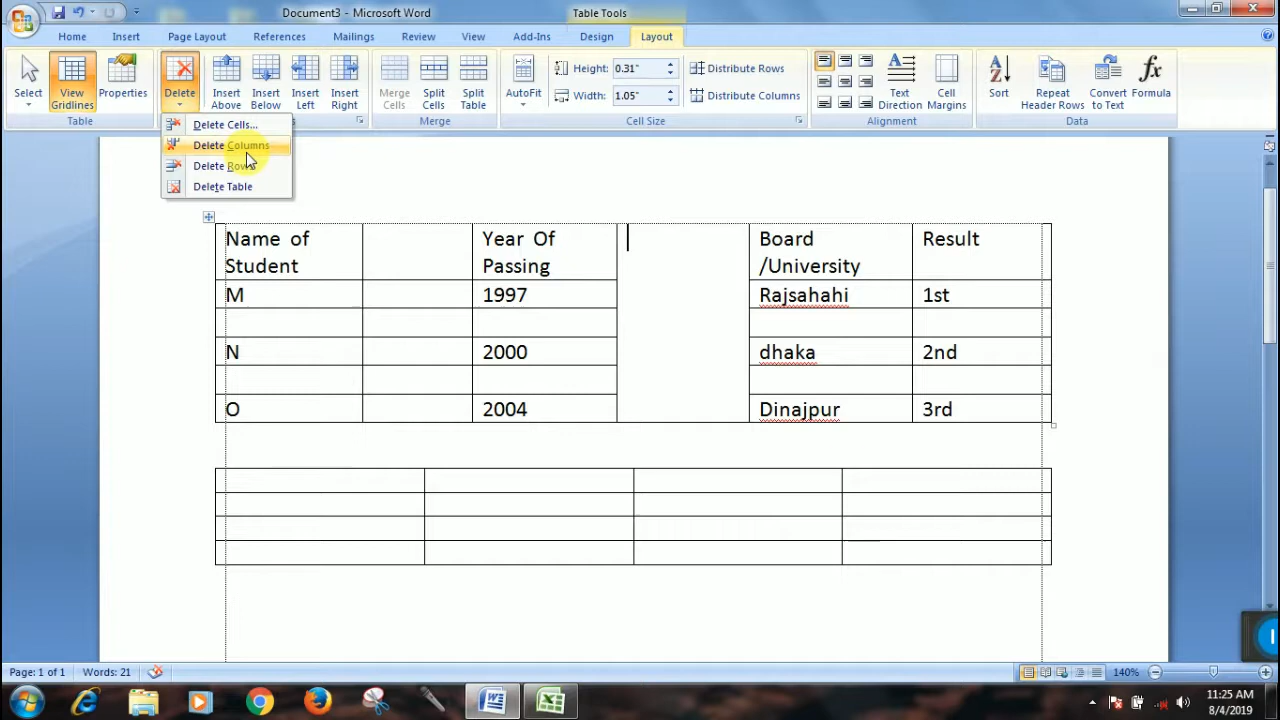 Document3 - Microsoft Word
Table Tools
Home Insert Page Layout References Mailings Review View Add-Ins Design Layout
Select
View Gridlines
Properties
Delete
Insert Above
Insert Below
Insert Left
Insert Right
Merge Cells
Split Cells
Split Table
AutoFit
Height: 0.31"
Width: 1.05"
Distribute Rows
Distribute Columns
Text Direction
Cell Margins
Sort
Repeat Header Rows
Convert to Text
Formula
fx
Table Merge Cell Size Alignment Data
Delete Cells...
Delete Columns
Delete Rows
Delete Table
Name of Student
Year Of Passing
Board /University
Result
M 1997 Rajsahahi 1st
N 2000 dhaka 2nd
O 2004 Dinajpur 3rd
Page: 1 of 1 Words: 21 140%
11:25 AM
8/4/2019